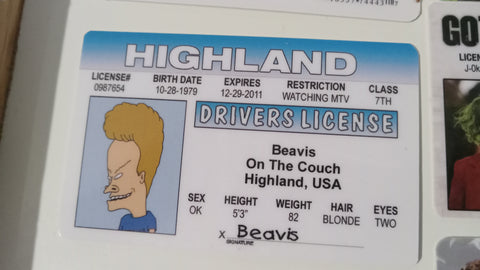 HIGHLAND
LICENSE# BIRTH DATE EXPIRES RESTRICTION CLASS
0987654 10-28-1979 12-29-2011 WATCHING MTV 7TH
DRIVERS LICENSE
Beavis
On The Couch
Highland, USA
SEX HEIGHT WEIGHT HAIR EYES
OK 5'3" 82 BLONDE TWO
x Beavis
SIGNATURE
GO
LICEN
J-0k